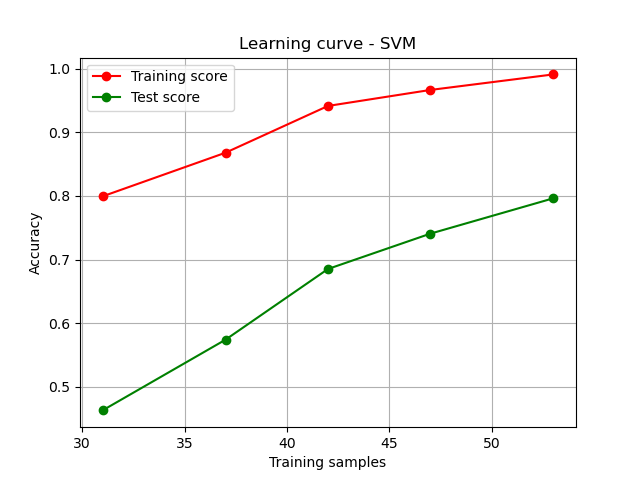 Learning curve - SVM
Training score
Test score
1.0
0.9
0.8
0.7
0.6
0.5
Accuracy
30 35 40 45 50
Training samples